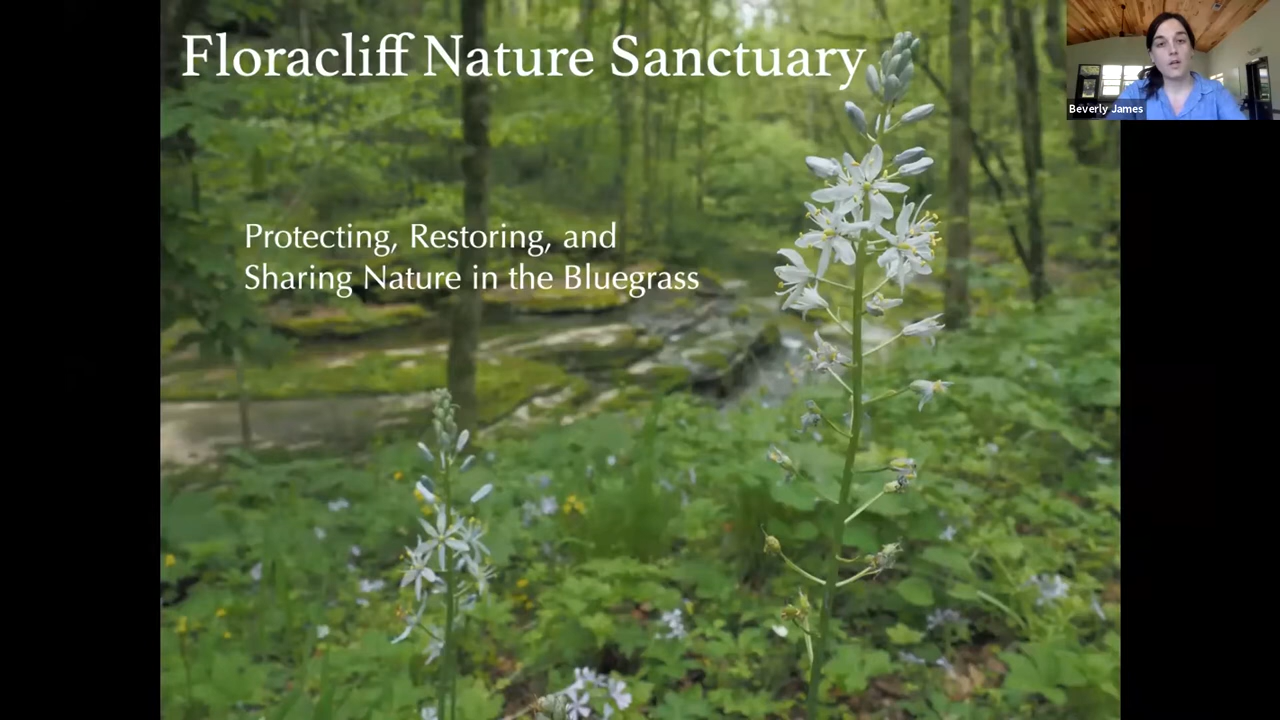 Floracliff Nature Sanctuary
Protecting, Restoring, and
Sharing Nature in the Bluegrass
Beverly James